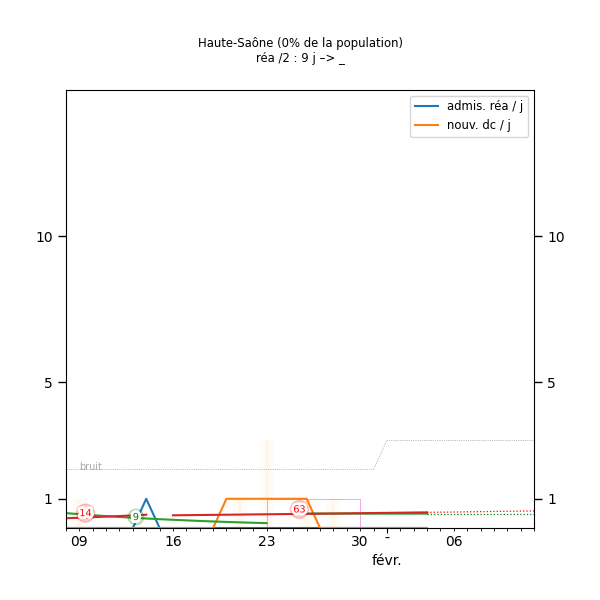 Haute-Saône (0% de la population)
réa /2 : 9 j –> _
admis. réa / j
nouv. dc / j
10
10
5
5
bruit
1
1
14
9
63
09
16
23
30
-
06
févr.